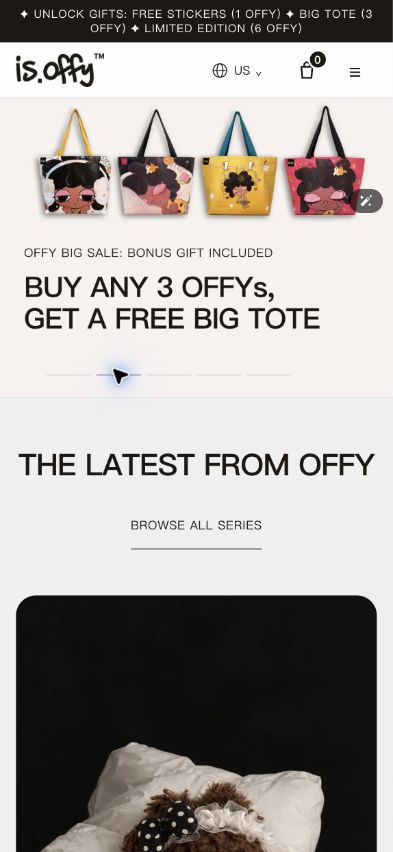 ✦ UNLOCK GIFTS: FREE STICKERS (1 OFFY) ✦ BIG TOTE (3
OFFY) ✦ LIMITED EDITION (6 OFFY)
is.offy™
US
0
OFFY BIG SALE: BONUS GIFT INCLUDED
BUY ANY 3 OFFYs,
GET A FREE BIG TOTE
THE LATEST FROM OFFY
BROWSE ALL SERIES